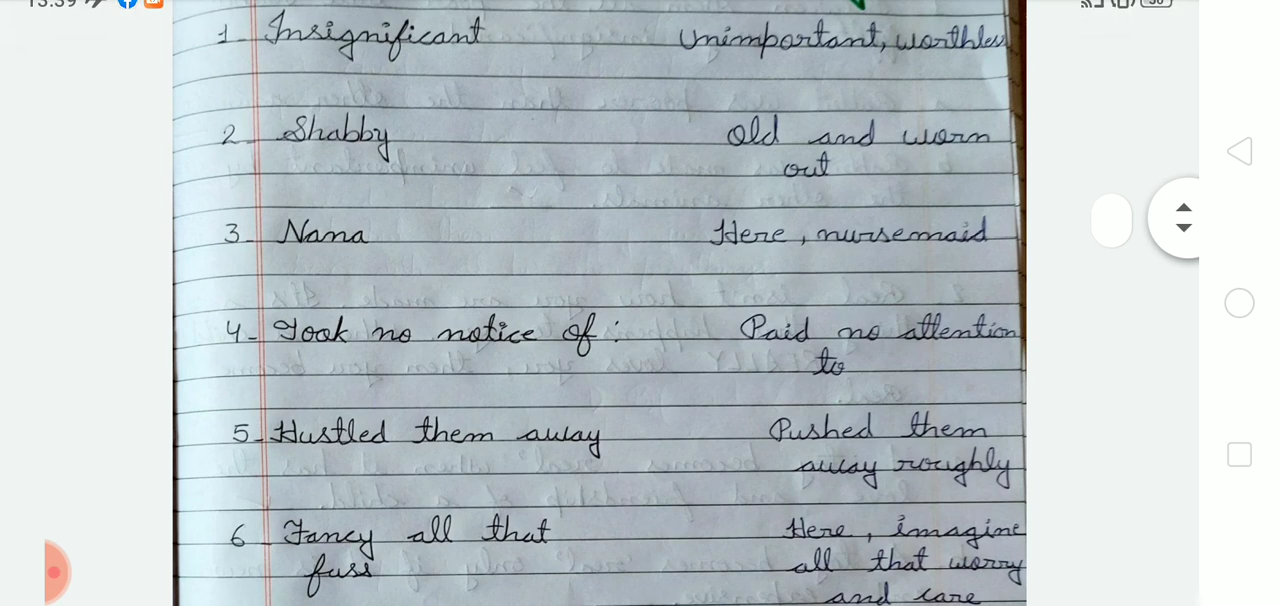 13:39
1- Insignificant Unimportant, worthless
2 Shabby Old and worn
out
3- Nana Here, nursemaid
4- Took no notice of : Paid no attention
to
5- Hustled them away Pushed them
away roughly
6 Fancy all that Here, imagine
fuss all that worry
and care